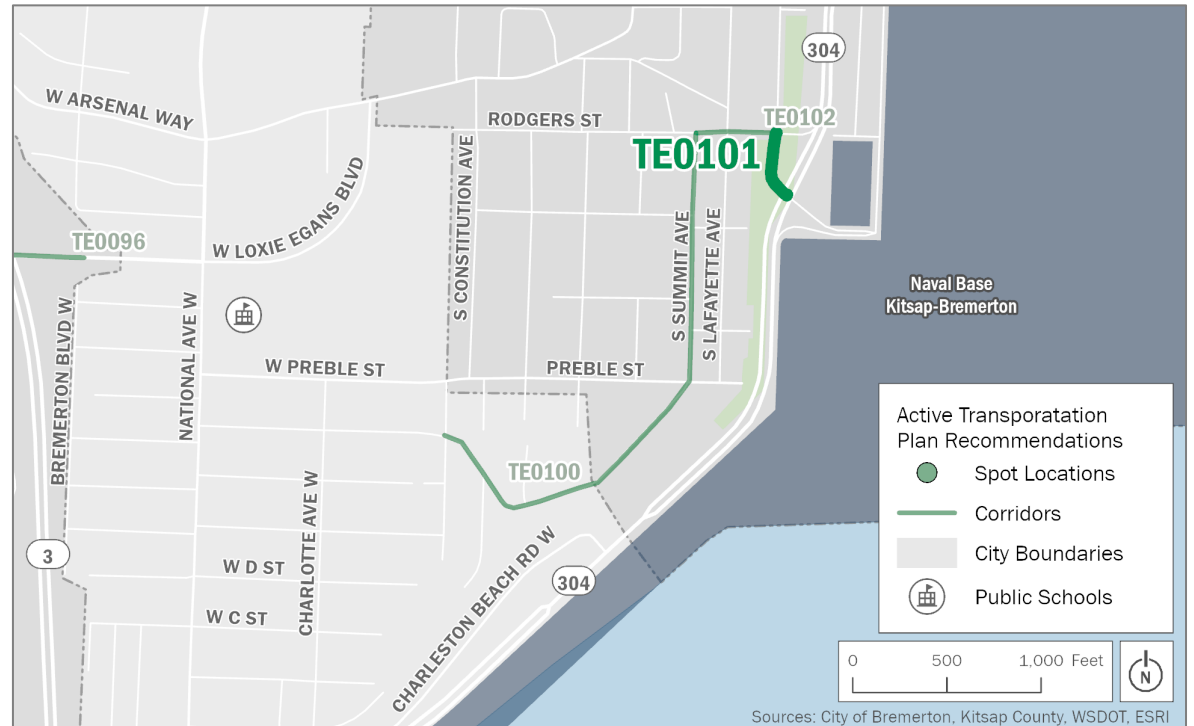 304
W ARSENAL WAY
RODGERS ST
TE0102
TE0101
S CONSTITUTION AVE
W LOXIE EGANS BLVD
TE0096
S SUMMIT AVE
S LAFAYETTE AVE
Naval Base
Kitsap-Bremerton
BREMERTON BLVD W
NATIONAL AVE W
W PREBLE ST
PREBLE ST
TE0100
CHARLOTTE AVE W
3
W D ST
304
W C ST
CHARLESTON BEACH RD W
Active Transporatation
Plan Recommendations
Spot Locations
Corridors
City Boundaries
Public Schools
0 500 1,000 Feet
N
Sources: City of Bremerton, Kitsap County, WSDOT, ESRI